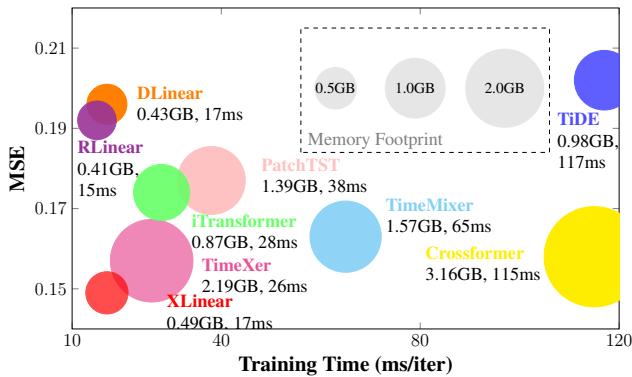 0.21
0.19
0.17
0.15
MSE
10
40
80
120
Training Time (ms/iter)
DLinear
0.43GB, 17ms
RLinear
0.41GB,
15ms
PatchTST
1.39GB, 38ms
iTransformer
0.87GB, 28ms
TimeXer
2.19GB, 26ms
XLinear
0.49GB, 17ms
TimeMixer
1.57GB, 65ms
Crossformer
3.16GB, 115ms
TiDE
0.98GB,
117ms
0.5GB
1.0GB
2.0GB
Memory Footprint